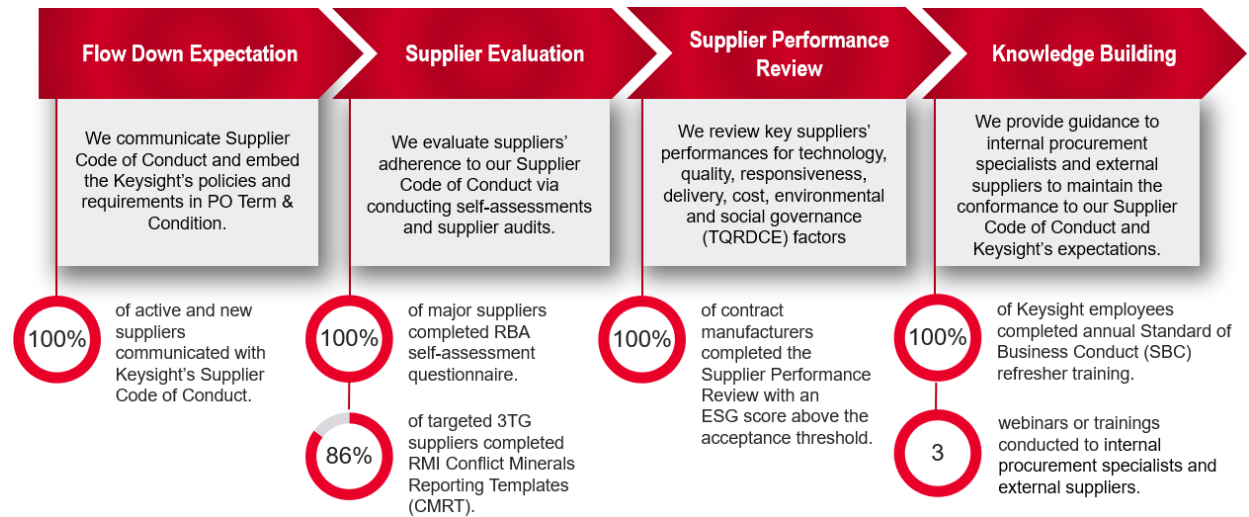 Flow Down Expectation
We communicate Supplier
Code of Conduct and embed
the Keysight's policies and
requirements in PO Term &
Condition.
100%
of active and new
suppliers
communicated with
Keysight's Supplier
Code of Conduct.
Supplier Evaluation
We evaluate suppliers'
adherence to our Supplier
Code of Conduct via
conducting self-assessments
and supplier audits.
100%
of major suppliers
completed RBA
self-assessment
questionnaire.
86%
of targeted 3TG
suppliers completed
RMI Conflict Minerals
Reporting Templates
(CMRT).
Supplier Performance
Review
We review key suppliers'
performances for technology,
quality, responsiveness,
delivery, cost, environmental
and social governance
(TQRDCE) factors
100%
of contract
manufacturers
completed the
Supplier Performance
Review with an
ESG score above the
acceptance threshold.
Knowledge Building
We provide guidance to
internal procurement
specialists and external
suppliers to maintain the
conformance to our Supplier
Code of Conduct and
Keysight's expectations.
100%
of Keysight employees
completed annual Standard of
Business Conduct (SBC)
refresher training.
3
webinars or trainings
conducted to internal
procurement specialists and
external suppliers.